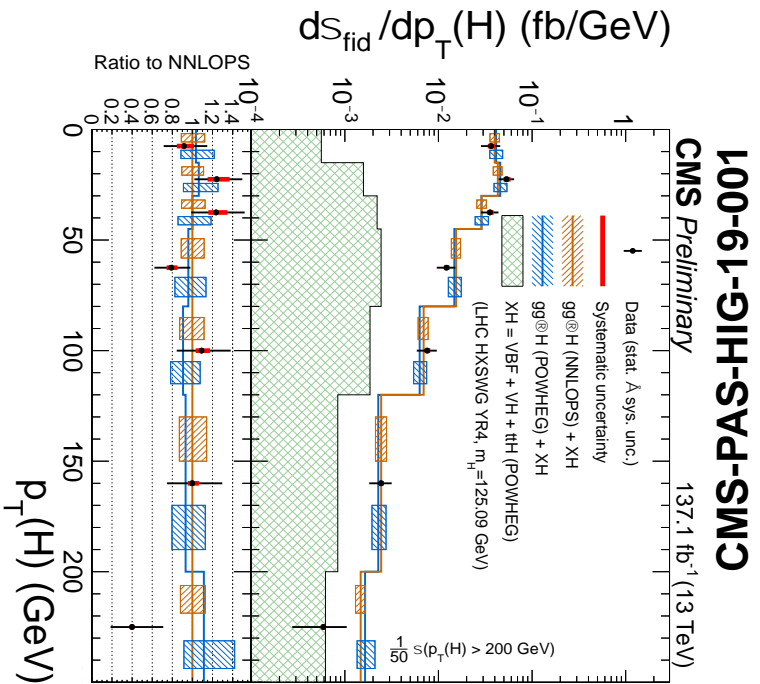 CMS-PAS-HIG-19-001
CMS Preliminary
137.1 fb-1 (13 TeV)
dS_fid /dp_T(H) (fb/GeV)
1
10-1
10-2
10-3
10-4
Data (stat. Å sys. unc.)
Systematic uncertainty
gg®H (NNLOPS) + XH
gg®H (POWHEG) + XH
XH = VBF + VH + ttH (POWHEG)
(LHC HXSWG YR4, m_H=125.09 GeV)
1/50 S(p_T(H) > 200 GeV)
Ratio to NNLOPS
1.4
1.2
1
0.8
0.6
0.4
0.2
0
0 50 100 150 200
p_T(H) (GeV)